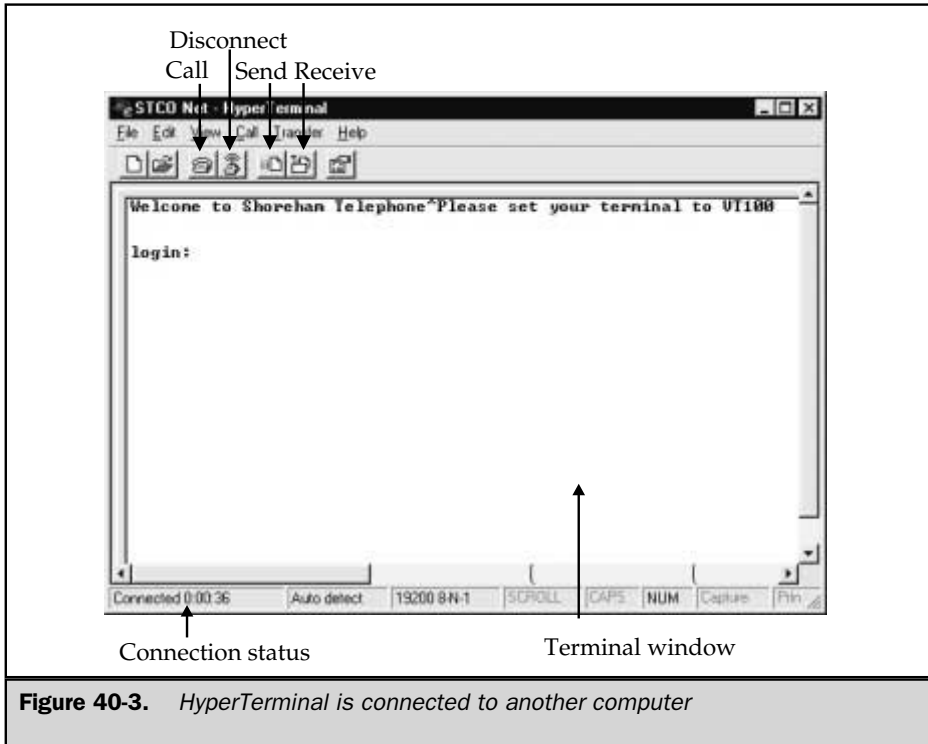 Disconnect
Call Send Receive
STCO Net - HyperTerminal
File Edit View Call Transfer Help
Welcome to Shoreham Telephone^Please set your terminal to VT100
login:
Connected 0:00:36 Auto detect 19200 8-N-1 SCROLL CAPS NUM Capture Prin
Connection status Terminal window
Figure 40-3. HyperTerminal is connected to another computer